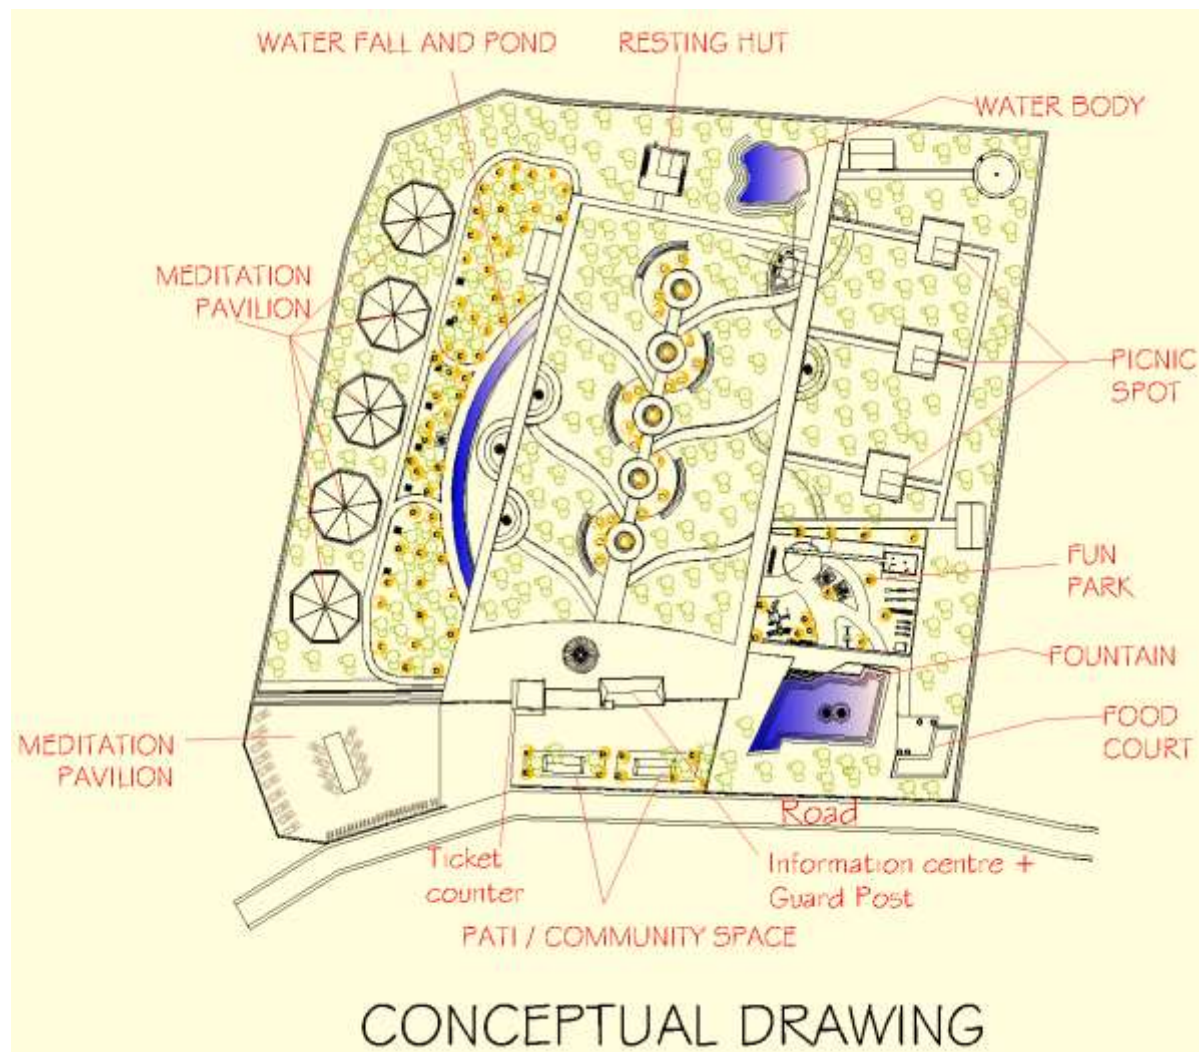 WATER FALL AND POND
RESTING HUT
WATER BODY
MEDITATION
PAVILION
PICNIC
SPOT
FUN
PARK
FOUNTAIN
FOOD
COURT
MEDITATION
PAVILION
Road
Ticket
counter
Information centre +
Guard Post
PATI / COMMUNITY SPACE
CONCEPTUAL DRAWING